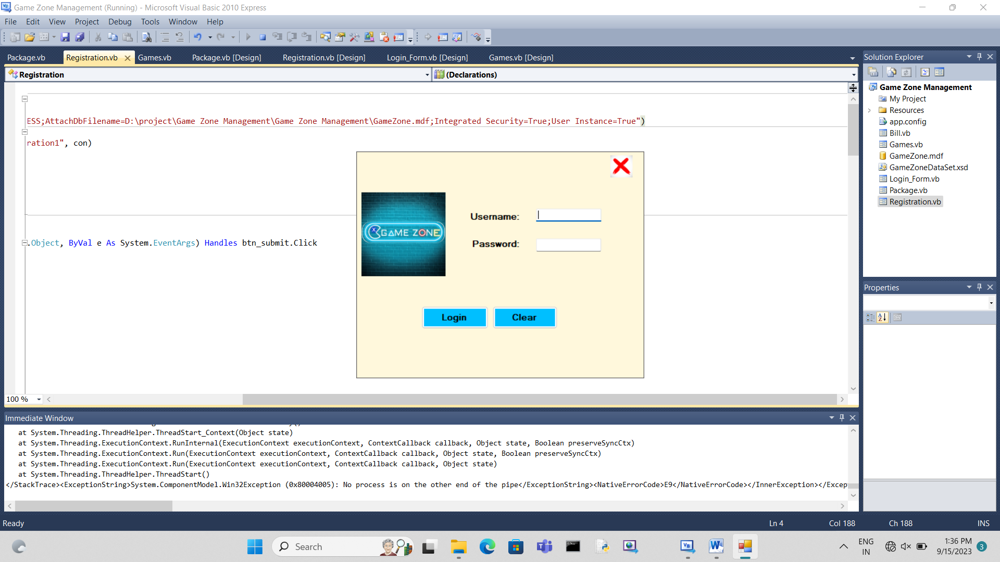 Game Zone Management (Running) - Microsoft Visual Basic 2010 Express
File Edit View Project Debug Tools Window Help
Package.vb Registration.vb Games.vb Package.vb [Design] Registration.vb [Design] Login_Form.vb [Design] Games.vb [Design]
Registration (Declarations)
ESS;AttachDbFilename=D:\project\Game Zone Management\Game Zone Management\GameZone.mdf;Integrated Security=True;User Instance=True")
ration1", con)
.Object, ByVal e As System.EventArgs) Handles btn_submit.Click
GAME ZONE
Username:
Password:
Login Clear
100 %
Solution Explorer
Game Zone Management
My Project
Resources
app.config
Bill.vb
Games.vb
GameZone.mdf
GameZoneDataSet.xsd
Login_Form.vb
Package.vb
Registration.vb
Properties
Immediate Window
at System.Threading.ThreadHelper.ThreadStart_Context(Object state)
at System.Threading.ExecutionContext.RunInternal(ExecutionContext executionContext, ContextCallback callback, Object state, Boolean preserveSyncCtx)
at System.Threading.ExecutionContext.Run(ExecutionContext executionContext, ContextCallback callback, Object state, Boolean preserveSyncCtx)
at System.Threading.ExecutionContext.Run(ExecutionContext executionContext, ContextCallback callback, Object state)
at System.Threading.ThreadHelper.ThreadStart()
</StackTrace><ExceptionString>System.ComponentModel.Win32Exception (0x80004005): No process is on the other end of the pipe</ExceptionString><NativeErrorCode>E9</NativeErrorCode></InnerException></Excep
Ready Ln 4 Col 188 Ch 188 INS
Search
ENG
IN
1:36 PM
9/15/2023
3